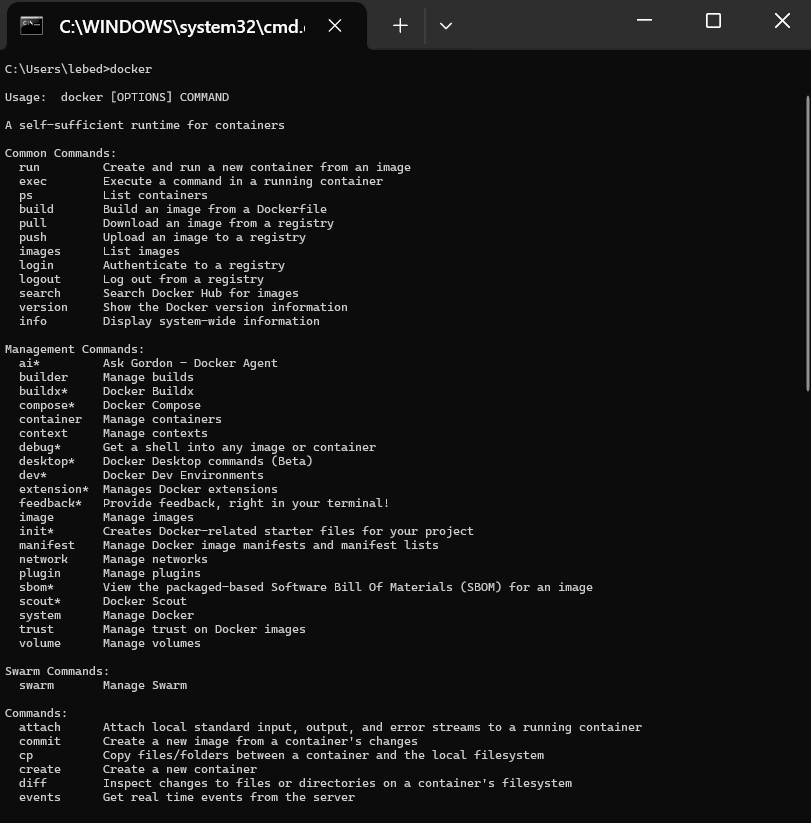 C:\WINDOWS\system32\cmd.
C:\Users\lebed>docker
Usage:  docker [OPTIONS] COMMAND
A self-sufficient runtime for containers
Common Commands:
  run         Create and run a new container from an image
  exec        Execute a command in a running container
  ps          List containers
  build       Build an image from a Dockerfile
  pull        Download an image from a registry
  push        Upload an image to a registry
  images      List images
  login       Authenticate to a registry
  logout      Log out from a registry
  search      Search Docker Hub for images
  version     Show the Docker version information
  info        Display system-wide information
Management Commands:
  ai*         Ask Gordon - Docker Agent
  builder     Manage builds
  buildx*     Docker Buildx
  compose*    Docker Compose
  container   Manage containers
  context     Manage contexts
  debug*      Get a shell into any image or container
  desktop*    Docker Desktop commands (Beta)
  dev*        Docker Dev Environments
  extension*  Manages Docker extensions
  feedback*   Provide feedback, right in your terminal!
  image       Manage images
  init*       Creates Docker-related starter files for your project
  manifest    Manage Docker image manifests and manifest lists
  network     Manage networks
  plugin      Manage plugins
  sbom*       View the packaged-based Software Bill Of Materials (SBOM) for an image
  scout*      Docker Scout
  system      Manage Docker
  trust       Manage trust on Docker images
  volume      Manage volumes
Swarm Commands:
  swarm       Manage Swarm
Commands:
  attach      Attach local standard input, output, and error streams to a running container
  commit      Create a new image from a container's changes
  cp          Copy files/folders between a container and the local filesystem
  create      Create a new container
  diff        Inspect changes to files or directories on a container's filesystem
  events      Get real time events from the server